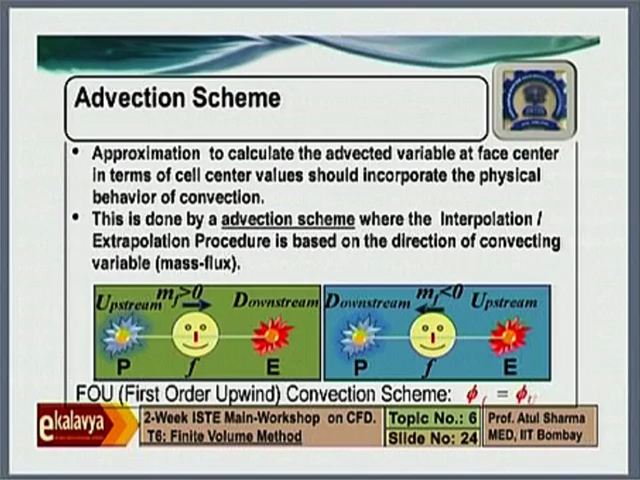 Advection Scheme
• Approximation to calculate the advected variable at face center
in terms of cell center values should incorporate the physical
behavior of convection.
• This is done by a advection scheme where the Interpolation /
Extrapolation Procedure is based on the direction of convecting
variable (mass-flux).
Upstream mf>0 Downstream
P f E
Downstream mf<0 Upstream
P f E
FOU (First Order Upwind) Convection Scheme: ϕf = ϕU
ekalavya
2-Week ISTE Main-Workshop on CFD.
T6: Finite Volume Method
Topic No.: 6
Slide No: 24
Prof. Atul Sharma
MED, IIT Bombay